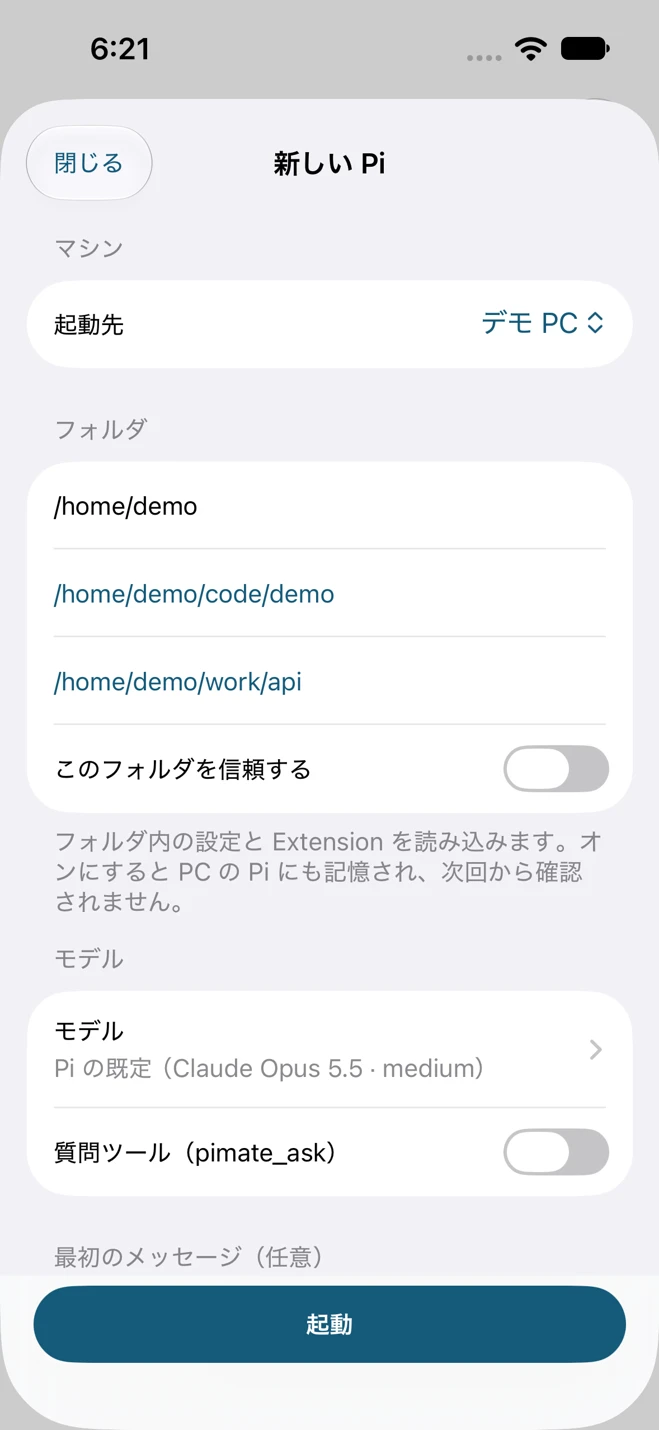 6:21
閉じる
新しい Pi
マシン
起動先
デモ PC
フォルダ
/home/demo
/home/demo/code/demo
/home/demo/work/api
このフォルダを信頼する
フォルダ内の設定と Extension を読み込みます。オ
ンにすると PC の Pi にも記憶され、次回から確認
されません。
モデル
モデル
Pi の既定（Claude Opus 5.5 · medium）
質問ツール（pimate_ask）
最初のメッセージ（任意）
起動